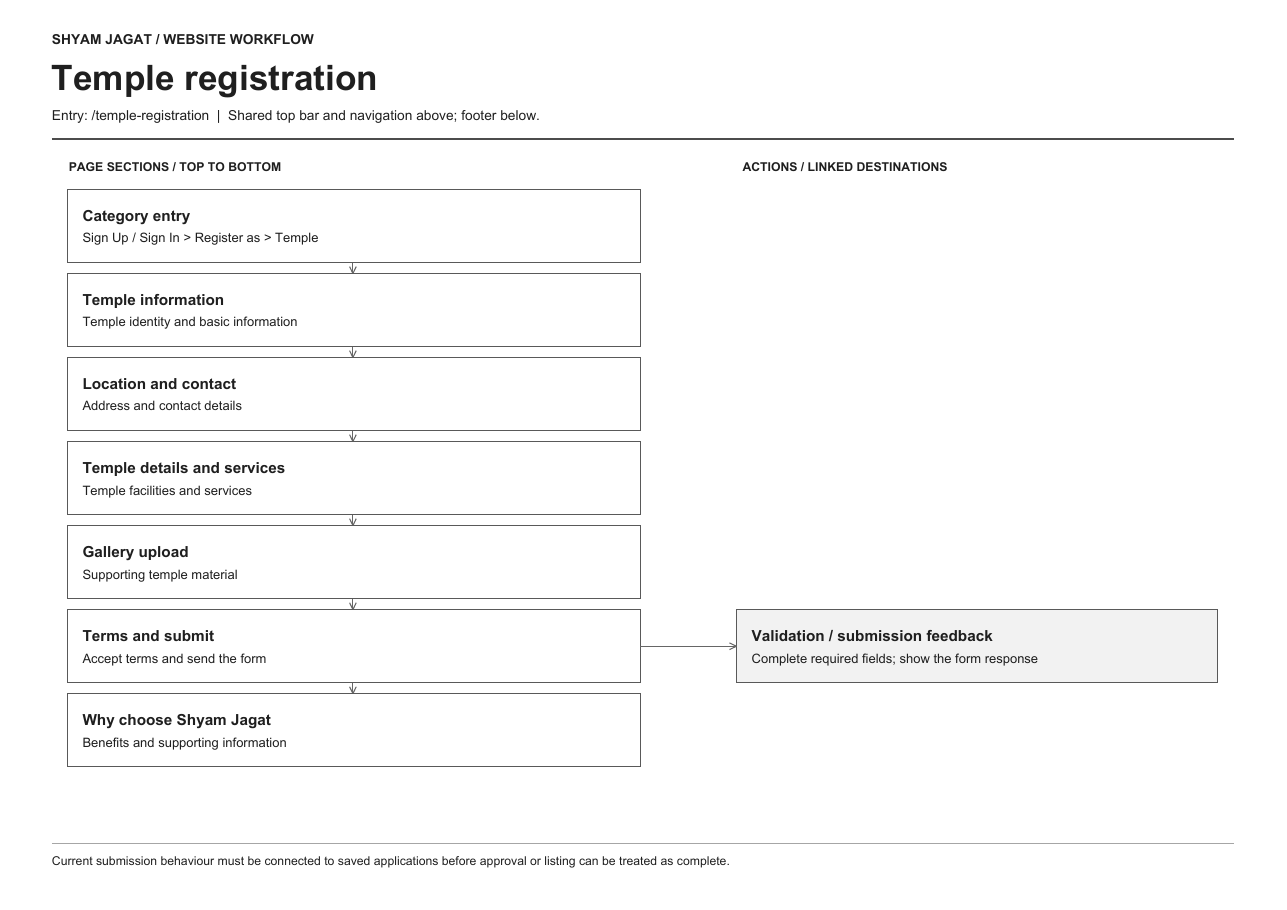 SHYAM JAGAT / WEBSITE WORKFLOW
Temple registration
Entry: /temple-registration | Shared top bar and navigation above; footer below.
PAGE SECTIONS / TOP TO BOTTOM
ACTIONS / LINKED DESTINATIONS
Category entry
Sign Up / Sign In > Register as > Temple
Temple information
Temple identity and basic information
Location and contact
Address and contact details
Temple details and services
Temple facilities and services
Gallery upload
Supporting temple material
Terms and submit
Accept terms and send the form
Validation / submission feedback
Complete required fields; show the form response
Why choose Shyam Jagat
Benefits and supporting information
Current submission behaviour must be connected to saved applications before approval or listing can be treated as complete.